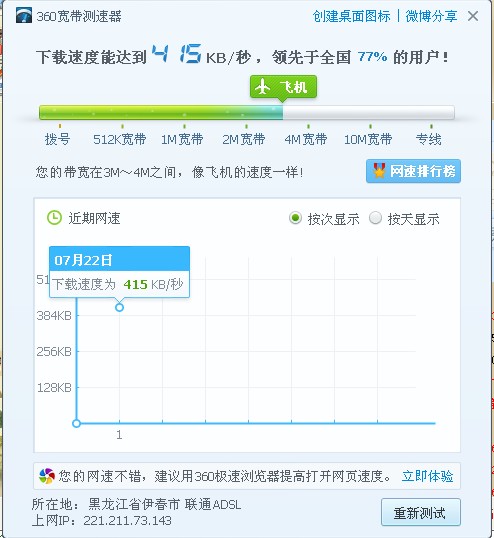 360宽带测速器 创建桌面图标 | 微博分享
下载速度能达到 415 KB/秒，领先于全国 77% 的用户！
飞机
拨号 512K宽带 1M宽带 2M宽带 4M宽带 10M宽带 专线
您的带宽在3M～4M之间，像飞机的速度一样！ 网速排行榜
近期网速 按次显示 按天显示
07月22日
下载速度为 415 KB/秒
384KB
256KB
128KB
1
您的网速不错，建议用360极速浏览器提高打开网页速度。 立即体验
所在地：黑龙江省伊春市 联通ADSL
上网IP：221.211.73.143
重新测试